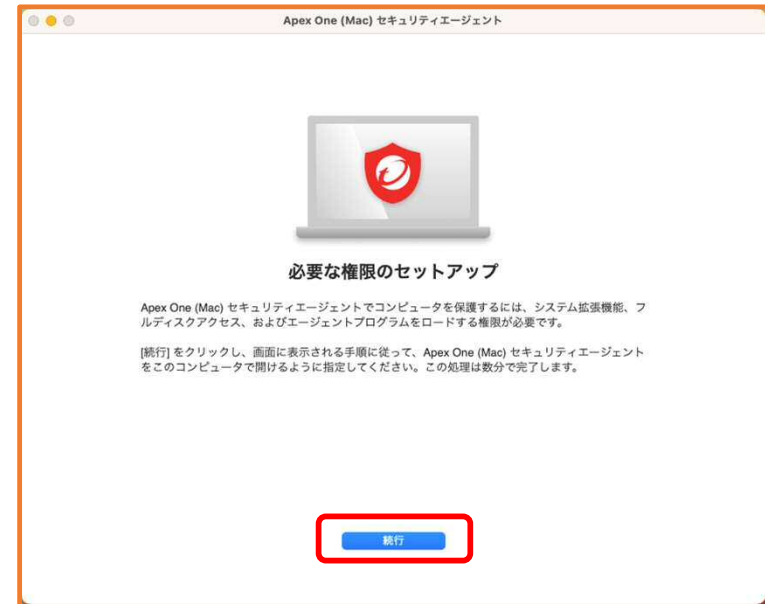 Apex One (Mac) セキュリティエージェント
必要な権限のセットアップ
Apex One (Mac) セキュリティエージェントでコンピュータを保護するには、システム拡張機能、フ
ルディスクアクセス、およびエージェントプログラムをロードする権限が必要です。
[続行] をクリックし、画面に表示される手順に従って、Apex One (Mac) セキュリティエージェント
をこのコンピュータで開けるように指定してください。この処理は数分で完了します。
続行